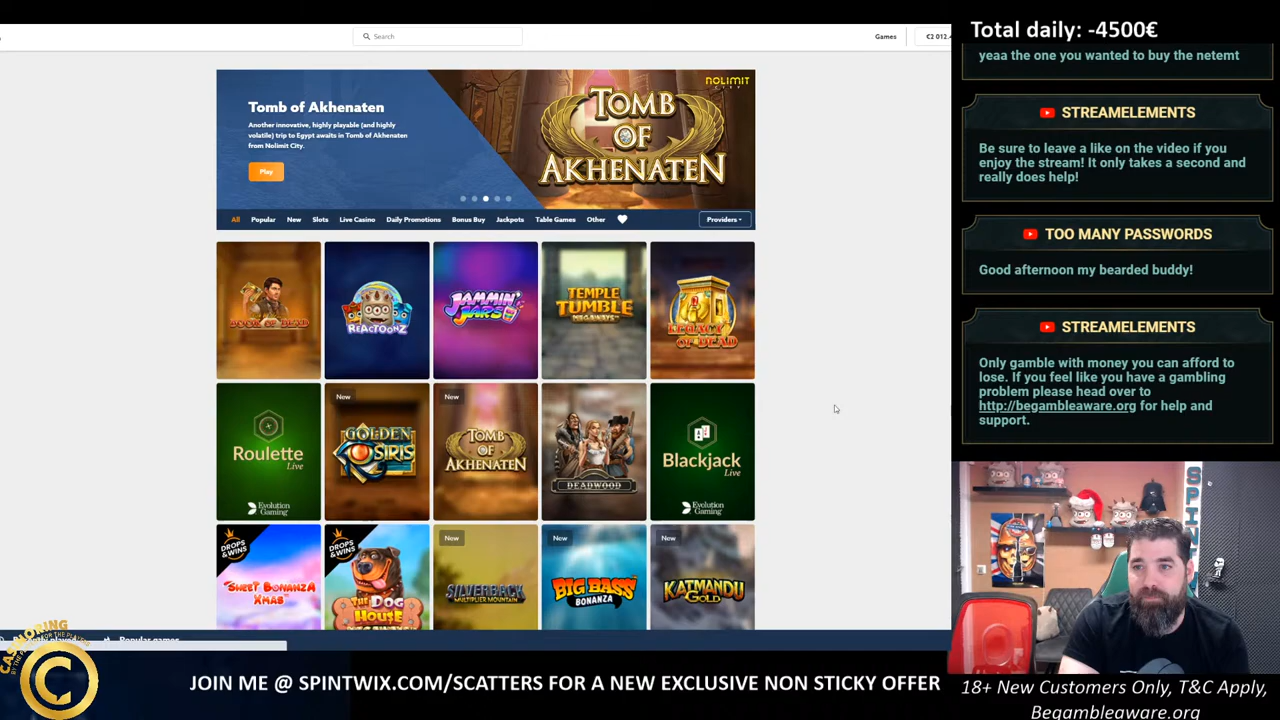 Search
Games
€2 012.4
Tomb of Akhenaten
Another innovative, highly playable (and highly
volatile) trip to Egypt awaits in Tomb of Akhenaten
from Nolimit City.
Play
NOLIMIT
CITY
TOMB
OF
AKHENATEN
All Popular New Slots Live Casino Daily Promotions Bonus Buy Jackpots Table Games Other Providers
BOOK OF DEAD
REACTOONZ
JAMMIN' JARS
TEMPLE
TUMBLE
MEGAWAYS
LEGACY
OF DEAD
Roulette
Live
Evolution
Gaming
New
GOLDEN
OSIRIS
New
TOMB
OF
AKHENATEN
DEADWOOD
Blackjack
Live
Evolution
Gaming
DROPS
& WINS
SWEET BONANZA
XMAS
DROPS
& WINS
THE DOG
HOUSE
New
SILVERBACK
MULTIPLIER MOUNTAIN
New
BIG BASS
BONANZA
New
KATMANDU
GOLD
Recently played
Popular games
Total daily: -4500€
yeaa the one you wanted to buy the netemt
STREAMELEMENTS
Be sure to leave a like on the video if you
enjoy the stream! It only takes a second and
really does help!
TOO MANY PASSWORDS
Good afternoon my bearded buddy!
STREAMELEMENTS
Only gamble with money you can afford to
lose. If you feel like you have a gambling
problem please head over to
http://begambleaware.org for help and
support.
JOIN ME @ SPINTWIX.COM/SCATTERS FOR A NEW EXCLUSIVE NON STICKY OFFER
18+ New Customers Only, T&C Apply,
Begambleaware.org